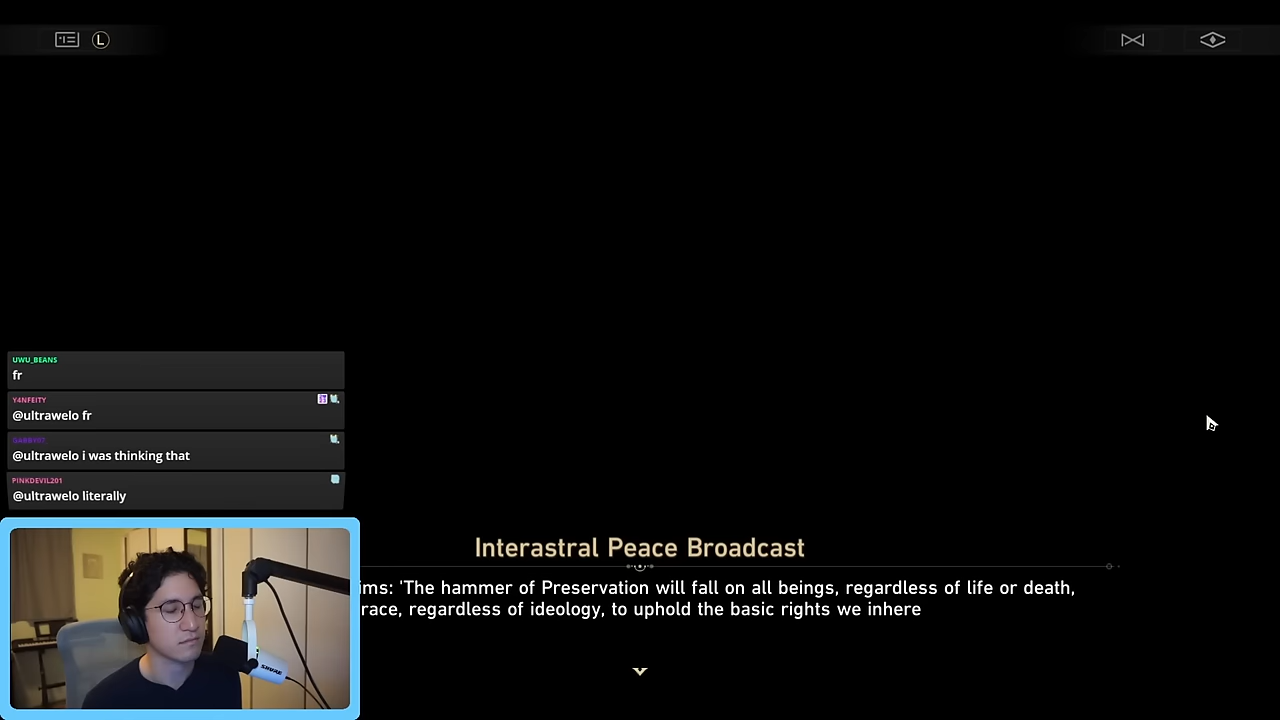 L
UWU_BEANS
fr
Y4NFEITY
@ultrawelo fr
@ultrawelo i was thinking that
PINKDEVIL201
@ultrawelo literally
Interastral Peace Broadcast
ims: 'The hammer of Preservation will fall on all beings, regardless of life or death,
race, regardless of ideology, to uphold the basic rights we inhere
SHURE